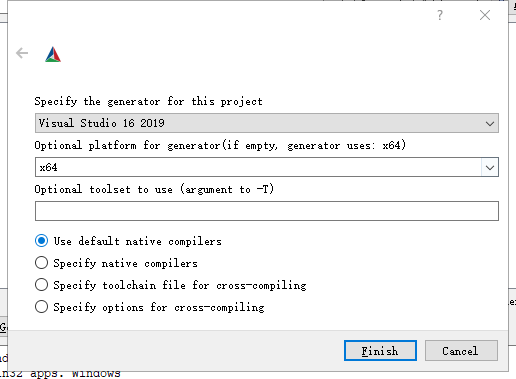 ?
Specify the generator for this project
Visual Studio 16 2019
Optional platform for generator(if empty, generator uses: x64)
x64
Optional toolset to use (argument to -T)
Use default native compilers
Specify native compilers
Specify toolchain file for cross-compiling
Specify options for cross-compiling
Finish
Cancel
in32 apps. Windows